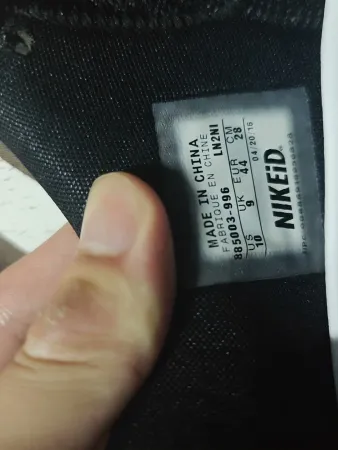 MADE IN CHINA
FABRIQUE EN CHINE
885003-996 LN2NI
US UK EUR CM
10 9 44 28
04/20/16
NIKEiD.